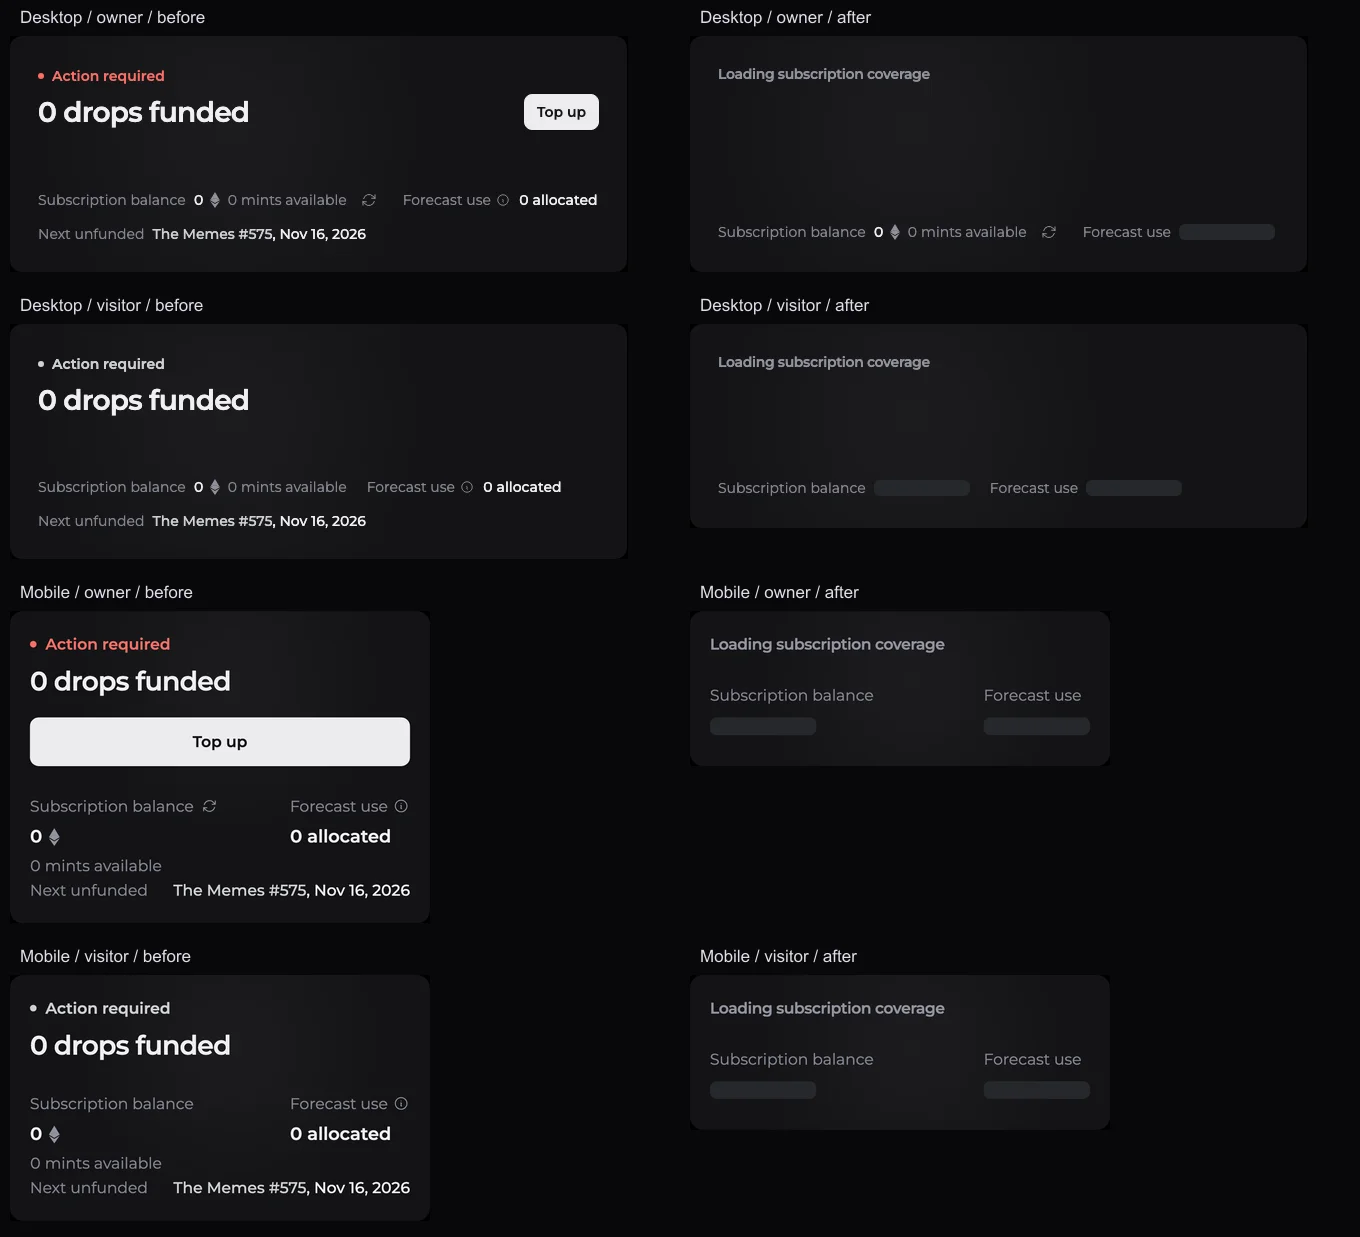 Desktop / owner / before
Action required
0 drops funded
Top up
Subscription balance 0 0 mints available Forecast use 0 allocated
Next unfunded The Memes #575, Nov 16, 2026
Desktop / owner / after
Loading subscription coverage
Subscription balance 0 0 mints available Forecast use
Desktop / visitor / before
Action required
0 drops funded
Subscription balance 0 0 mints available Forecast use 0 allocated
Next unfunded The Memes #575, Nov 16, 2026
Desktop / visitor / after
Loading subscription coverage
Subscription balance Forecast use
Mobile / owner / before
Action required
0 drops funded
Top up
Subscription balance Forecast use
0 0 allocated
0 mints available
Next unfunded The Memes #575, Nov 16, 2026
Mobile / owner / after
Loading subscription coverage
Subscription balance Forecast use
Mobile / visitor / before
Action required
0 drops funded
Subscription balance Forecast use
0 0 allocated
0 mints available
Next unfunded The Memes #575, Nov 16, 2026
Mobile / visitor / after
Loading subscription coverage
Subscription balance Forecast use